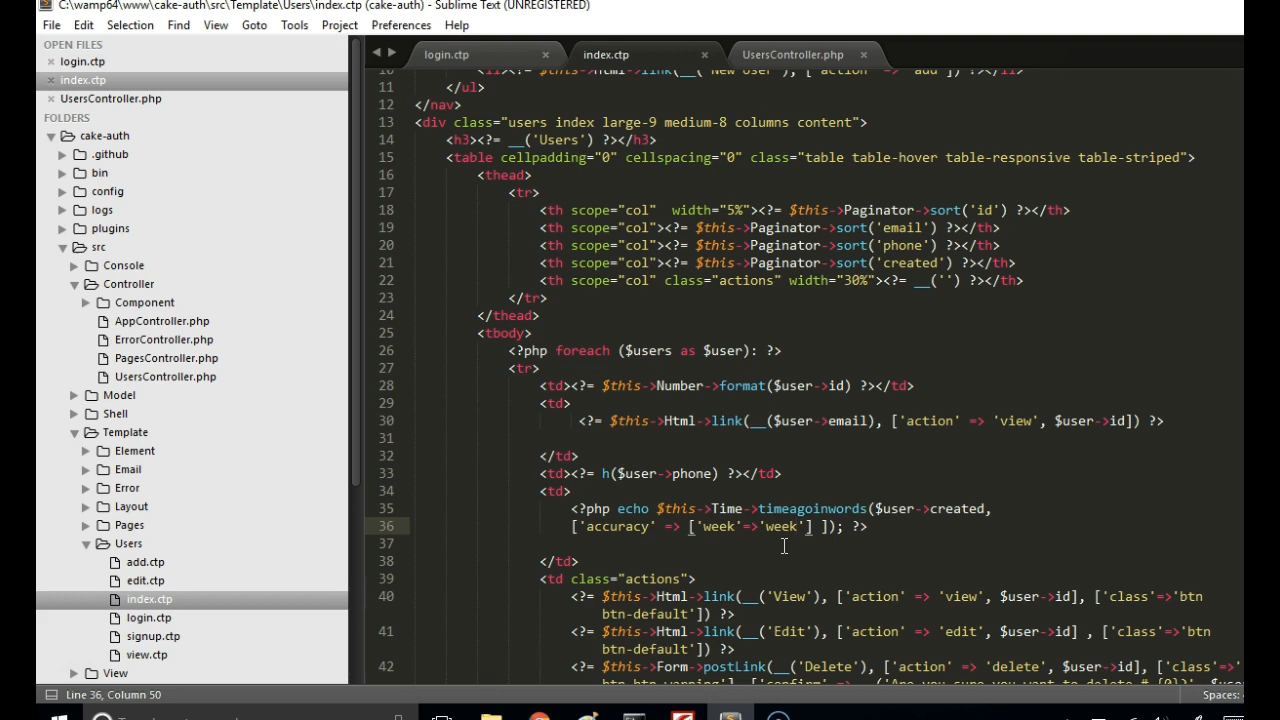 C:\wamp64\www\cake-auth\src\Template\Users\index.ctp (cake-auth) - Sublime Text (UNREGISTERED)
File Edit Selection Find View Goto Tools Project Preferences Help
OPEN FILES
login.ctp
index.ctp
UsersController.php
FOLDERS
cake-auth
.github
bin
config
logs
plugins
src
Console
Controller
Component
AppController.php
ErrorController.php
PagesController.php
UsersController.php
Model
Shell
Template
Element
Email
Error
Layout
Pages
Users
add.ctp
edit.ctp
index.ctp
login.ctp
signup.ctp
view.ctp
View
login.ctp index.ctp UsersController.php
10 <li><?= $this->Html->link(__('New User'), ['action' => 'add']) ?></li>
11 </ul>
12 </nav>
13 <div class="users index large-9 medium-8 columns content">
14 <h3><?= __('Users') ?></h3>
15 <table cellpadding="0" cellspacing="0" class="table table-hover table-responsive table-striped">
16 <thead>
17 <tr>
18 <th scope="col"  width="5%"><?= $this->Paginator->sort('id') ?></th>
19 <th scope="col"><?= $this->Paginator->sort('email') ?></th>
20 <th scope="col"><?= $this->Paginator->sort('phone') ?></th>
21 <th scope="col"><?= $this->Paginator->sort('created') ?></th>
22 <th scope="col" class="actions" width="30%"><?= __('') ?></th>
23 </tr>
24 </thead>
25 <tbody>
26 <?php foreach ($users as $user): ?>
27 <tr>
28 <td><?= $this->Number->format($user->id) ?></td>
29 <td>
30 <?= $this->Html->link(__($user->email), ['action' => 'view', $user->id]) ?>
31
32 </td>
33 <td><?= h($user->phone) ?></td>
34 <td>
35 <?php echo $this->Time->timeagoinwords($user->created,
36 ['accuracy' => ['week'=>'week'] ]); ?>
37
38 </td>
39 <td class="actions">
40 <?= $this->Html->link(__('View'), ['action' => 'view', $user->id], ['class'=>'btn
btn-default']) ?>
41 <?= $this->Html->link(__('Edit'), ['action' => 'edit', $user->id] , ['class'=>'btn
btn-default']) ?>
42 <?= $this->Form->postLink(__('Delete'), ['action' => 'delete', $user->id], ['class'=>'
Line 36, Column 50
Spaces: